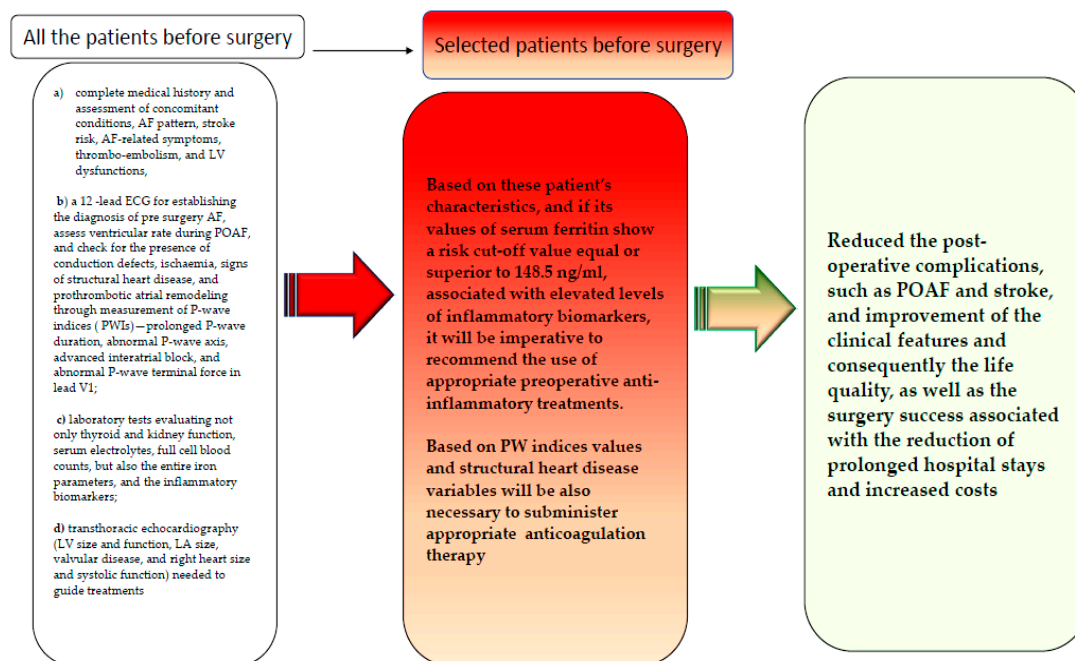 All the patients before surgery
Selected patients before surgery
a) complete medical history and
assessment of concomitant
conditions, AF pattern, stroke
risk, AF-related symptoms,
thrombo-embolism, and LV
dysfunctions,
b) a 12 -lead ECG for establishing
the diagnosis of pre surgery AF,
assess ventricular rate during POAF,
and check for the presence of
conduction defects, ischaemia, signs
of structural heart disease, and
prothrombotic atrial remodeling
through measurement of P-wave
indices ( PWIs)—prolonged P-wave
duration, abnormal P-wave axis,
advanced interatrial block, and
abnormal P-wave terminal force in
lead V1;
c) laboratory tests evaluating not
only thyroid and kidney function,
serum electrolytes, full cell blood
counts, but also the entire iron
parameters, and the inflammatory
biomarkers;
d) transthoracic echocardiography
(LV size and function, LA size,
valvular disease, and right heart size
and systolic function) needed to
guide treatments
Based on these patient's
characteristics, and if its
values of serum ferritin show
a risk cut-off value equal or
superior to 148.5 ng/ml,
associated with elevated levels
of inflammatory biomarkers,
it will be imperative to
recommend the use of
appropriate preoperative anti-
inflammatory treatments.
Based on PW indices values
and structural heart disease
variables will be also
necessary to subminister
appropriate anticoagulation
therapy
Reduced the post-
operative complications,
such as POAF and stroke,
and improvement of the
clinical features and
consequently the life
quality, as well as the
surgery success associated
with the reduction of
prolonged hospital stays
and increased costs